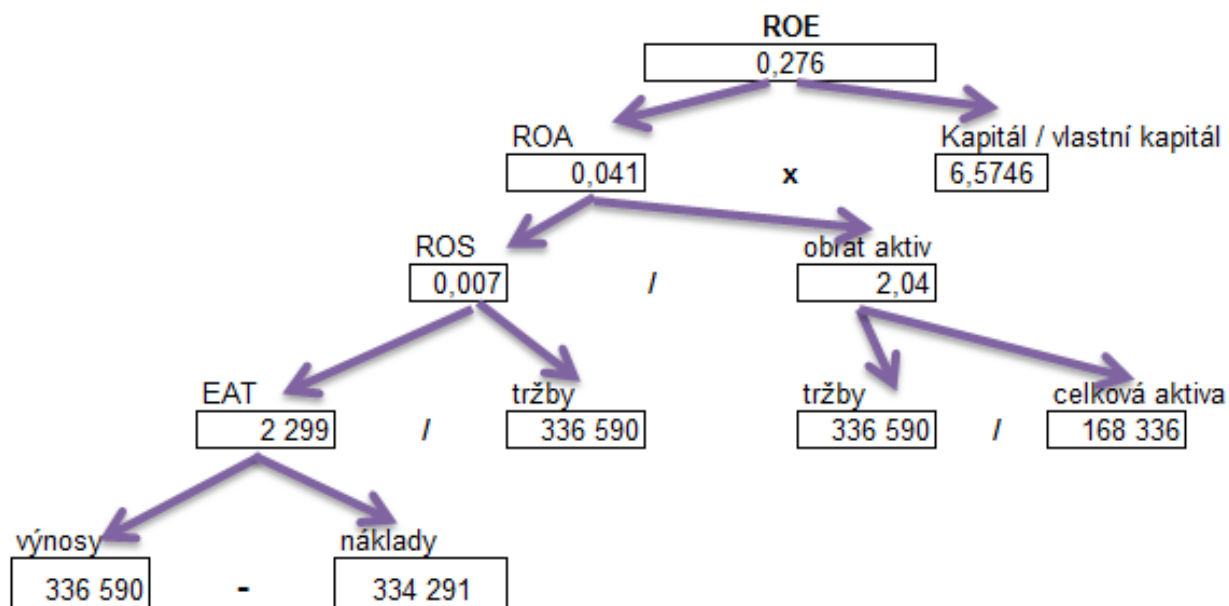 ROE
0,276
ROA Kapitál / vlastní kapitál
0,041 x 6,5746
ROS obrat aktiv
0,007 / 2,04
EAT tržby tržby celková aktiva
2 299 / 336 590 336 590 / 168 336
výnosy náklady
336 590 - 334 291